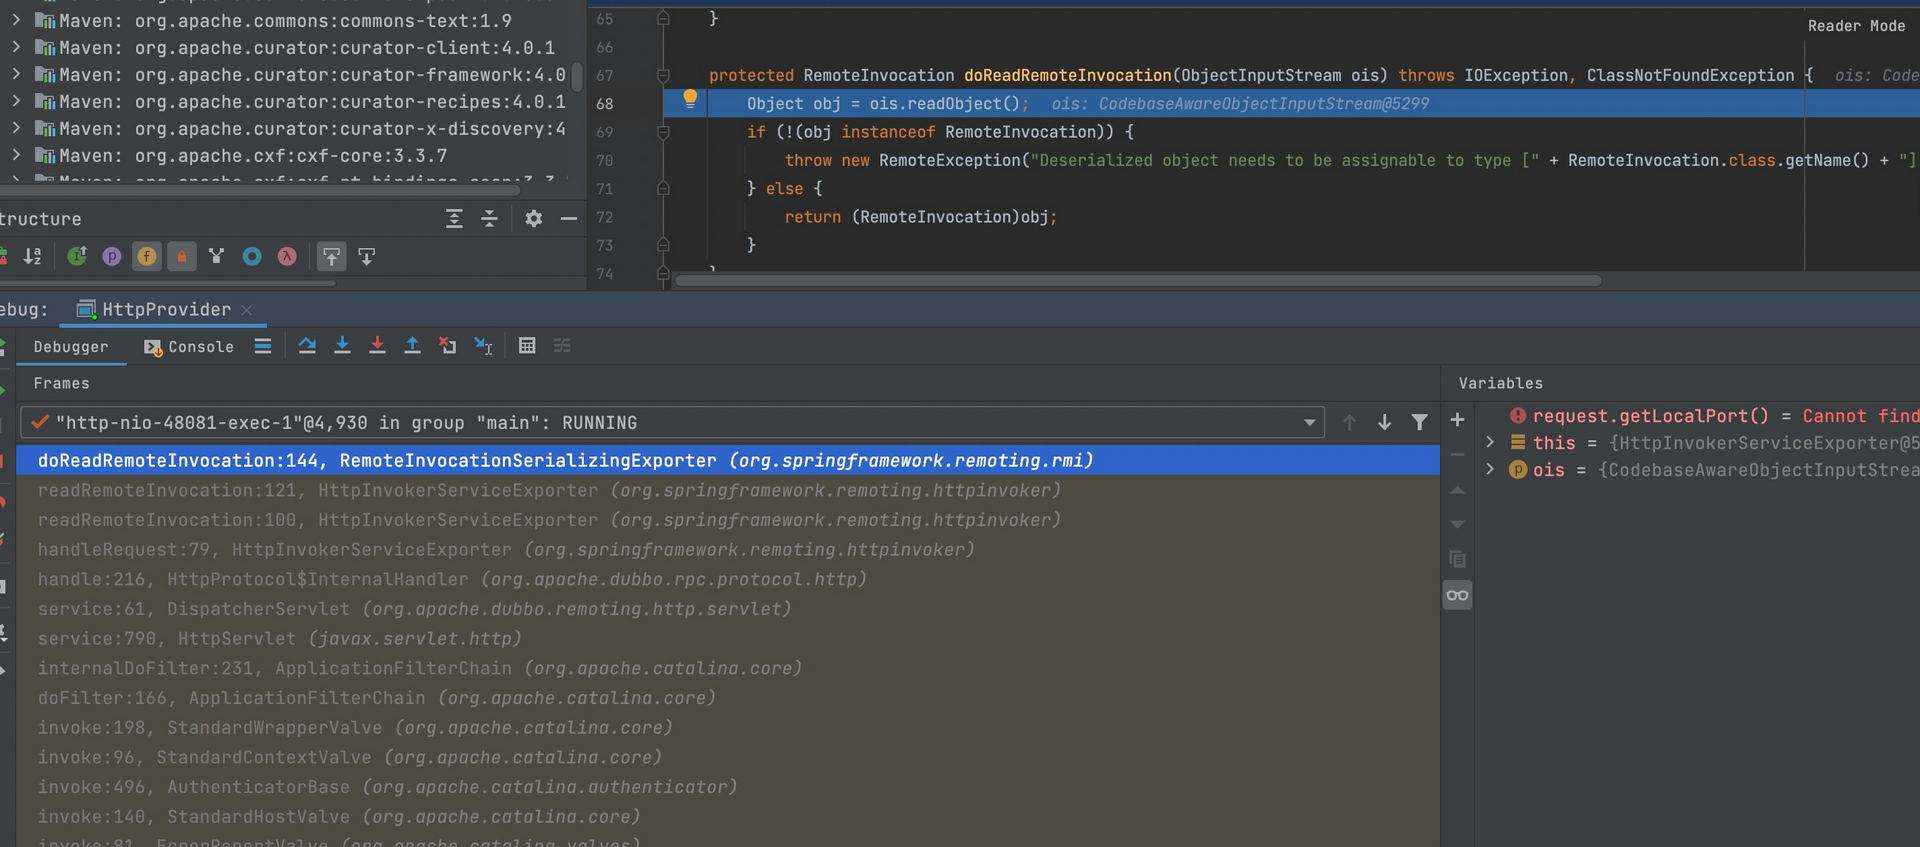 Maven: org.apache.commons:commons-text:1.9
Maven: org.apache.curator:curator-client:4.0.1
Maven: org.apache.curator:curator-framework:4.0
Maven: org.apache.curator:curator-recipes:4.0.1
Maven: org.apache.curator:curator-x-discovery:4
Maven: org.apache.cxf:cxf-core:3.3.7
tructure
65 }
Reader Mode
66
67 protected RemoteInvocation doReadRemoteInvocation(ObjectInputStream ois) throws IOException, ClassNotFoundException { ois: Code
68 Object obj = ois.readObject(); ois: CodebaseAwareObjectInputStream@5299
69 if (!(obj instanceof RemoteInvocation)) {
70 throw new RemoteException("Deserialized object needs to be assignable to type [" + RemoteInvocation.class.getName() + "]
71 } else {
72 return (RemoteInvocation)obj;
73 }
74 }
ebug: HttpProvider
Debugger Console
Frames
"http-nio-48081-exec-1"@4,930 in group "main": RUNNING
doReadRemoteInvocation:144, RemoteInvocationSerializingExporter (org.springframework.remoting.rmi)
readRemoteInvocation:121, HttpInvokerServiceExporter (org.springframework.remoting.httpinvoker)
readRemoteInvocation:100, HttpInvokerServiceExporter (org.springframework.remoting.httpinvoker)
handleRequest:79, HttpInvokerServiceExporter (org.springframework.remoting.httpinvoker)
handle:216, HttpProtocol$InternalHandler (org.apache.dubbo.rpc.protocol.http)
service:61, DispatcherServlet (org.apache.dubbo.remoting.http.servlet)
service:790, HttpServlet (javax.servlet.http)
internalDoFilter:231, ApplicationFilterChain (org.apache.catalina.core)
doFilter:166, ApplicationFilterChain (org.apache.catalina.core)
invoke:198, StandardWrapperValve (org.apache.catalina.core)
invoke:96, StandardContextValve (org.apache.catalina.core)
invoke:496, AuthenticatorBase (org.apache.catalina.authenticator)
invoke:140, StandardHostValve (org.apache.catalina.core)
invoke:81, ErrorReportValve (org.apache.catalina.valves)
Variables
request.getLocalPort() = Cannot find
this = {HttpInvokerServiceExporter@5
ois = {CodebaseAwareObjectInputStrea